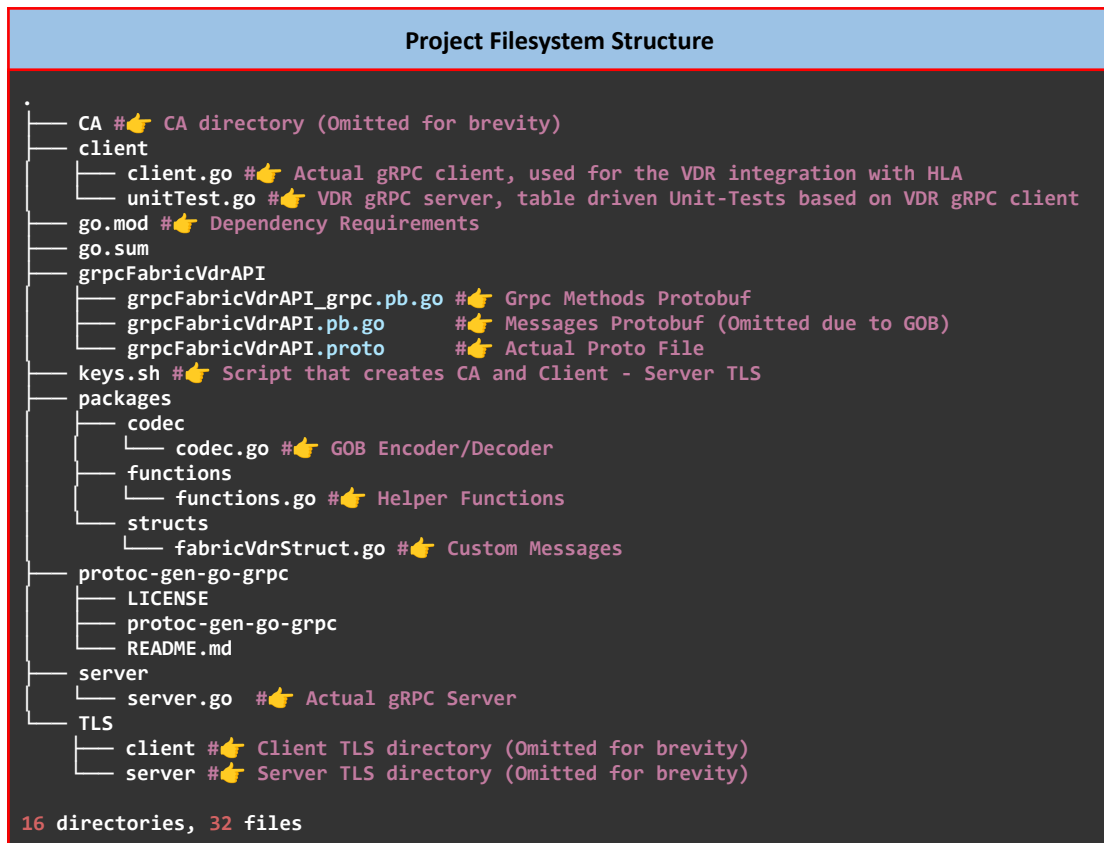 Project Filesystem Structure
.
├── CA #👉 CA directory (Omitted for brevity)
├── client
│   ├── client.go #👉 Actual gRPC client, used for the VDR integration with HLA
│   └── unitTest.go #👉 VDR gRPC server, table driven Unit-Tests based on VDR gRPC client
├── go.mod #👉 Dependency Requirements
├── go.sum
├── grpcFabricVdrAPI
│   ├── grpcFabricVdrAPI_grpc.pb.go #👉 Grpc Methods Protobuf
│   ├── grpcFabricVdrAPI.pb.go      #👉 Messages Protobuf (Omitted due to GOB)
│   └── grpcFabricVdrAPI.proto      #👉 Actual Proto File
├── keys.sh #👉 Script that creates CA and Client - Server TLS
├── packages
│   ├── codec
│   │   └── codec.go #👉 GOB Encoder/Decoder
│   ├── functions
│   │   └── functions.go #👉 Helper Functions
│   └── structs
│       └── fabricVdrStruct.go #👉 Custom Messages
├── protoc-gen-go-grpc
│   ├── LICENSE
│   ├── protoc-gen-go-grpc
│   └── README.md
├── server
│   └── server.go  #👉 Actual gRPC Server
└── TLS
    ├── client #👉 Client TLS directory (Omitted for brevity)
    └── server #👉 Server TLS directory (Omitted for brevity)
16 directories, 32 files